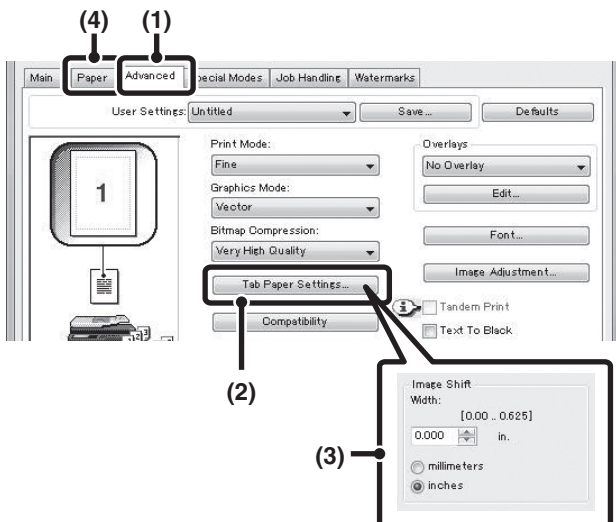 (4) (1)
Main Paper Advanced pecial Modes Job Handling Watermarks
User Settings: Untitled Save... Defaults
Print Mode:
Fine
Graphics Mode:
Vector
Bitmap Compression:
Very High Quality
Tab Paper Settings...
Compatibility
Overlays
No Overlay
Edit...
Font...
Image Adjustment...
Tandem Print
Text To Black
1
(2)
(3)
Image Shift
Width:
[0.00 .. 0.625]
0.000 in.
millimeters
inches